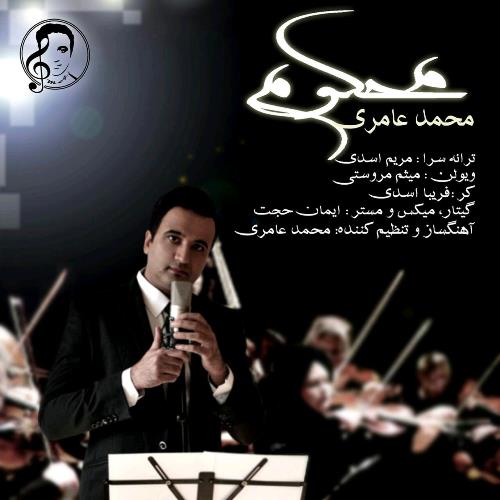 محکوم
محمد عامری
ترانه سرا : مریم اسدی
ویولن : میثم مروستی
کر :فریبا اسدی
گیتار، میکس و مستر : ایمان حجت
آهنگساز و تنظیم کننده: محمد عامری